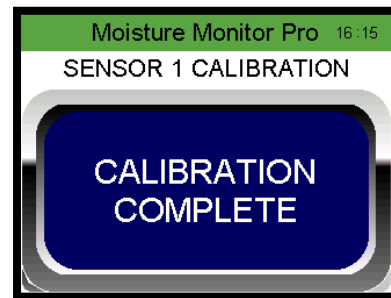 Moisture Monitor Pro 16:15
SENSOR 1 CALIBRATION
CALIBRATION
COMPLETE